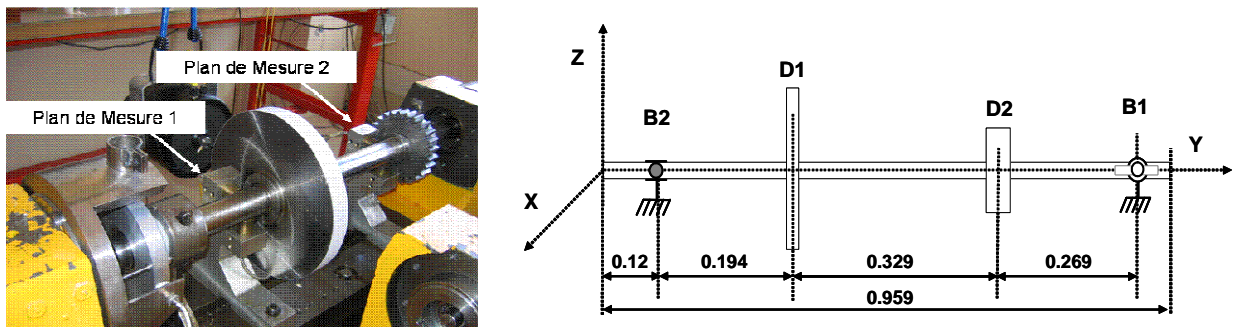 Plan de Mesure 2
Plan de Mesure 1
Z
D1
D2
B2
B1
Y
X
0.12
0.194
0.329
0.269
0.959